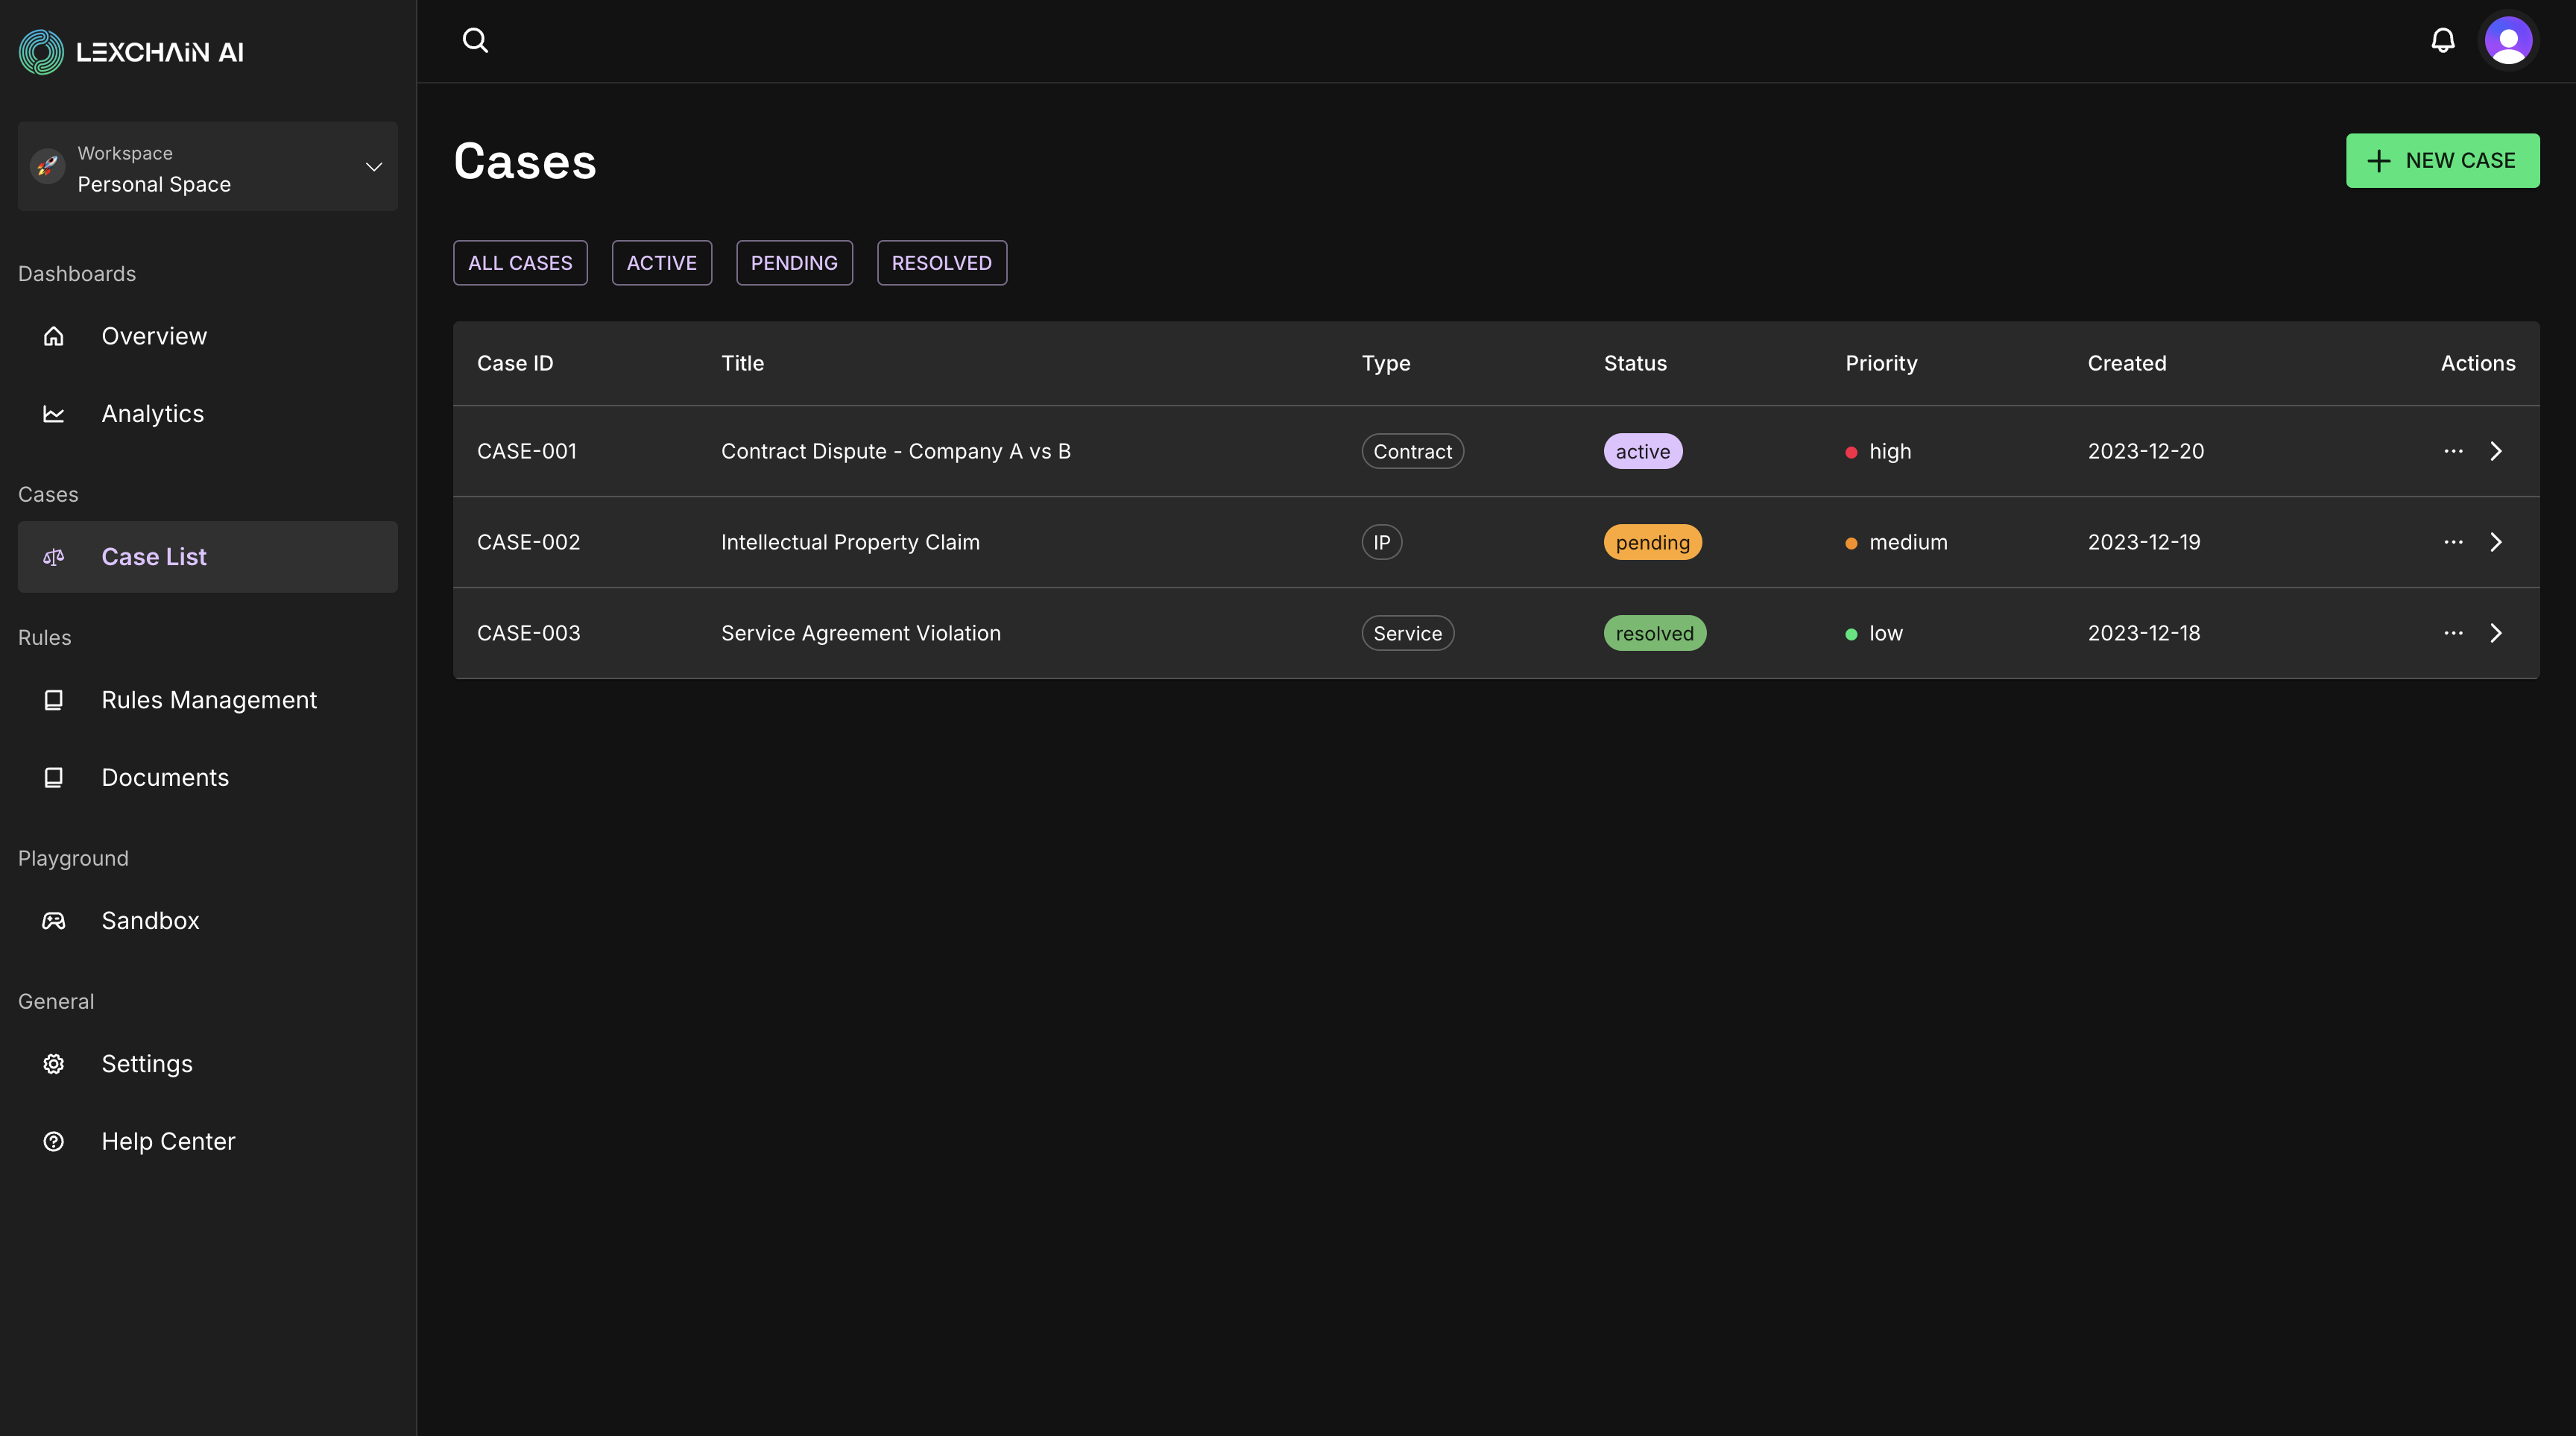 LEXCHAIN AI
Workspace
Personal Space
Dashboards
Overview
Analytics
Cases
Case List
Rules
Rules Management
Documents
Playground
Sandbox
General
Settings
Help Center
Cases
NEW CASE
ALL CASES ACTIVE PENDING RESOLVED
Case ID Title Type Status Priority Created Actions
CASE-001 Contract Dispute - Company A vs B Contract active high 2023-12-20
CASE-002 Intellectual Property Claim IP pending medium 2023-12-19
CASE-003 Service Agreement Violation Service resolved low 2023-12-18